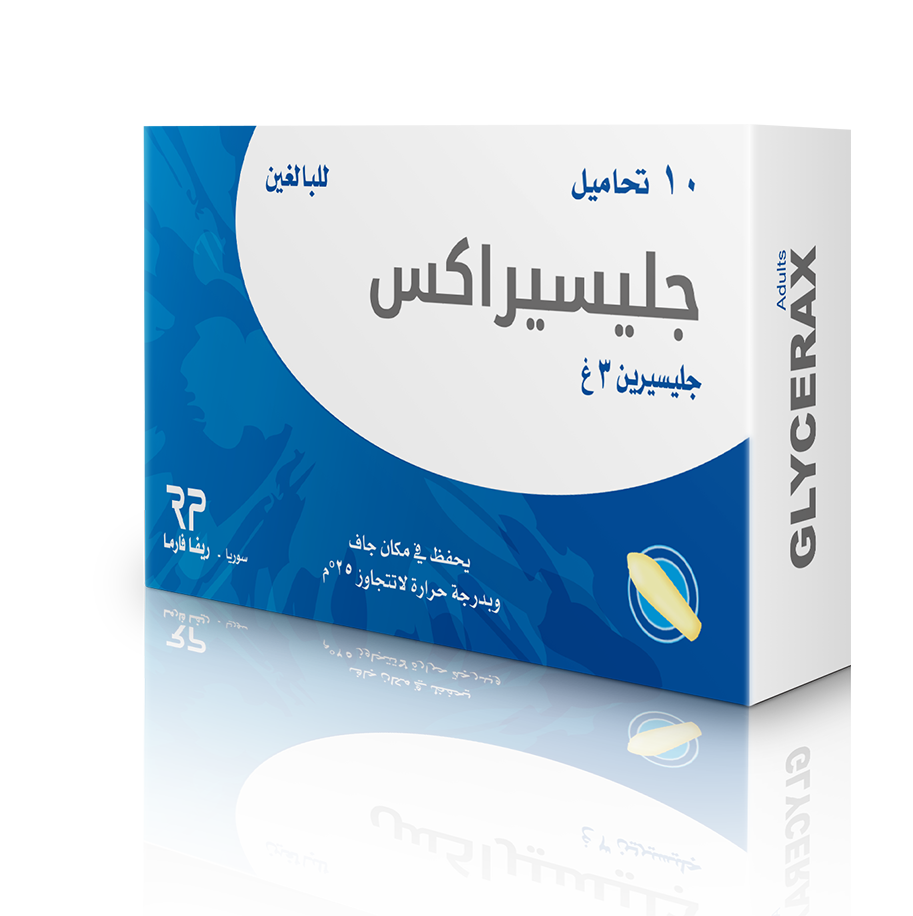 ١٠ تحاميل
للبالغين
جليسيراكس
جليسيرين ٣ غ
يحفظ في مكان جاف
وبدرجة حرارة لاتتجاوز ٢٥°م
RP
ريفا فارما - سوريا
Adults
GLYCERAX